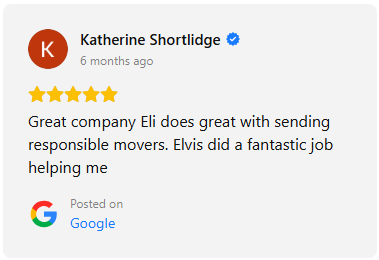 K
Katherine Shortlidge
6 months ago
Great company Eli does great with sending
responsible movers. Elvis did a fantastic job
helping me
Posted on
Google